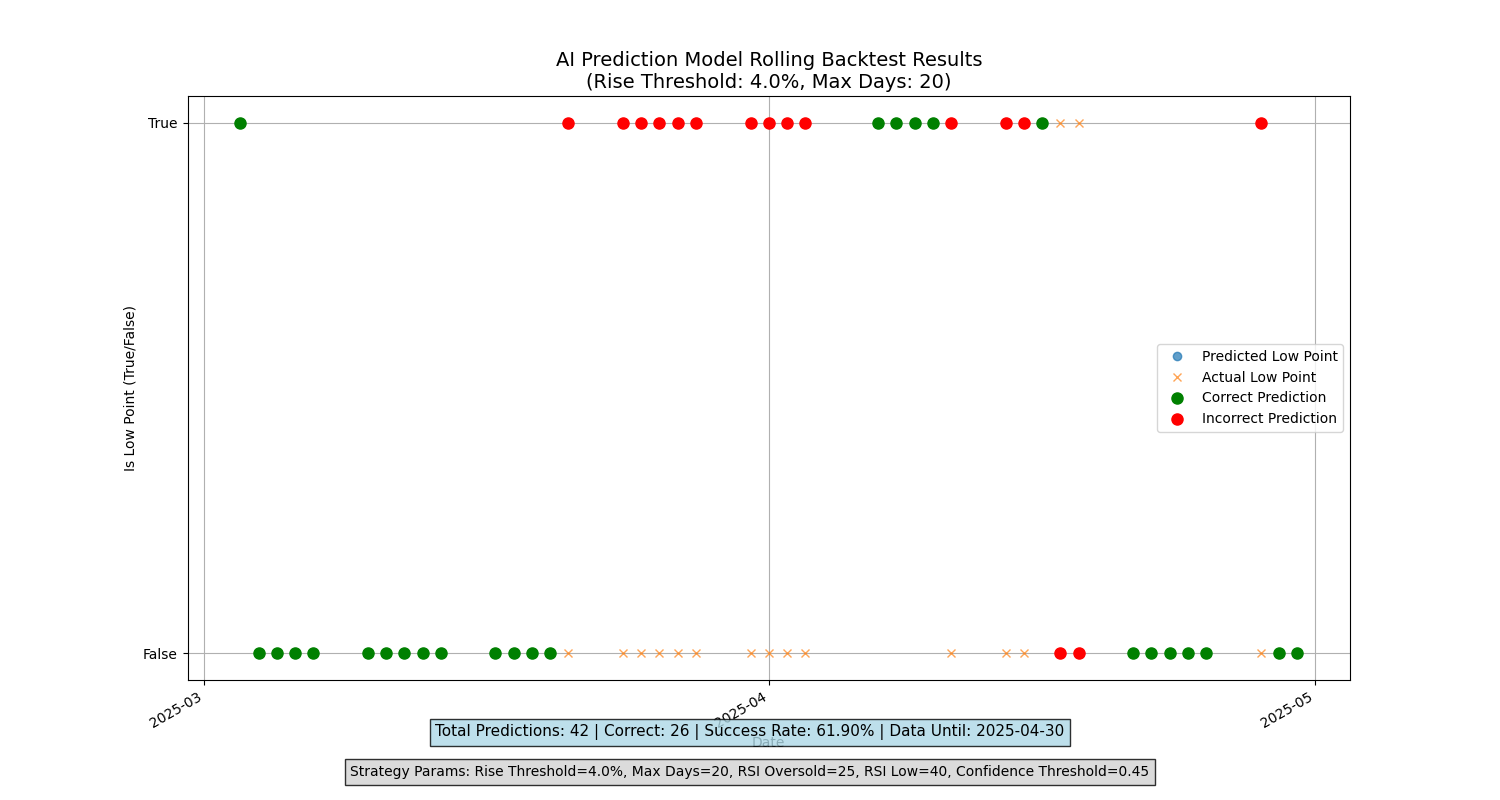 AI Prediction Model Rolling Backtest Results
(Rise Threshold: 4.0%, Max Days: 20)
True
Is Low Point (True/False)
Predicted Low Point
Actual Low Point
Correct Prediction
Incorrect Prediction
False
2025-03
2025-04
2025-05
Total Predictions: 42 | Correct: 26 | Success Rate: 61.90% | Data Until: 2025-04-30
Date
Strategy Params: Rise Threshold=4.0%, Max Days=20, RSI Oversold=25, RSI Low=40, Confidence Threshold=0.45